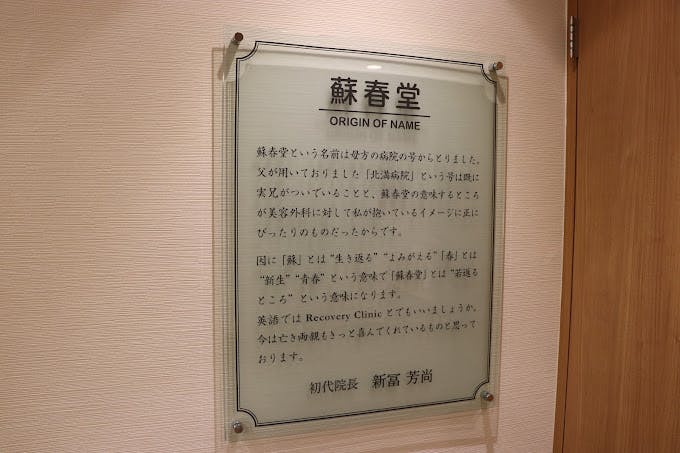 蘇春堂
ORIGIN OF NAME
蘇春堂という名前は母方の病院の号からとりました。
父が用いておりました「北満病院」という号は既に
実兄がついでいることと、蘇春堂の意味するところ
が美容外科に対して私が抱いているイメージに正に
ぴったりのものだったからです。
因に「蘇」とは“生き返る”“よみがえる”「春」とは
“新生”“青春”という意味で「蘇春堂」とは“若返る
ところ”という意味になります。
英語では Recovery Clinic とでもいいましょうか。
今は亡き両親もきっと喜んでくれているものと思って
おります。
初代院長 新冨 芳尚